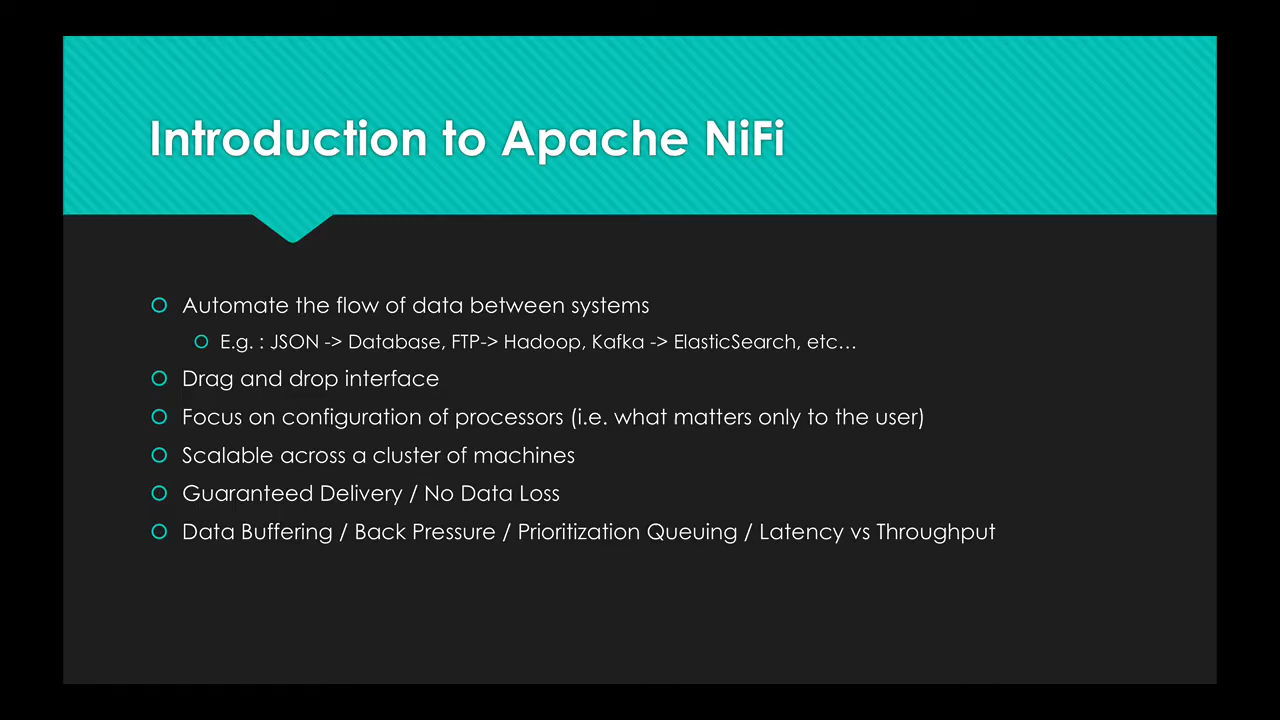 Introduction to Apache NiFi
Automate the flow of data between systems
E.g. : JSON -> Database, FTP-> Hadoop, Kafka -> ElasticSearch, etc…
Drag and drop interface
Focus on configuration of processors (i.e. what matters only to the user)
Scalable across a cluster of machines
Guaranteed Delivery / No Data Loss
Data Buffering / Back Pressure / Prioritization Queuing / Latency vs Throughput